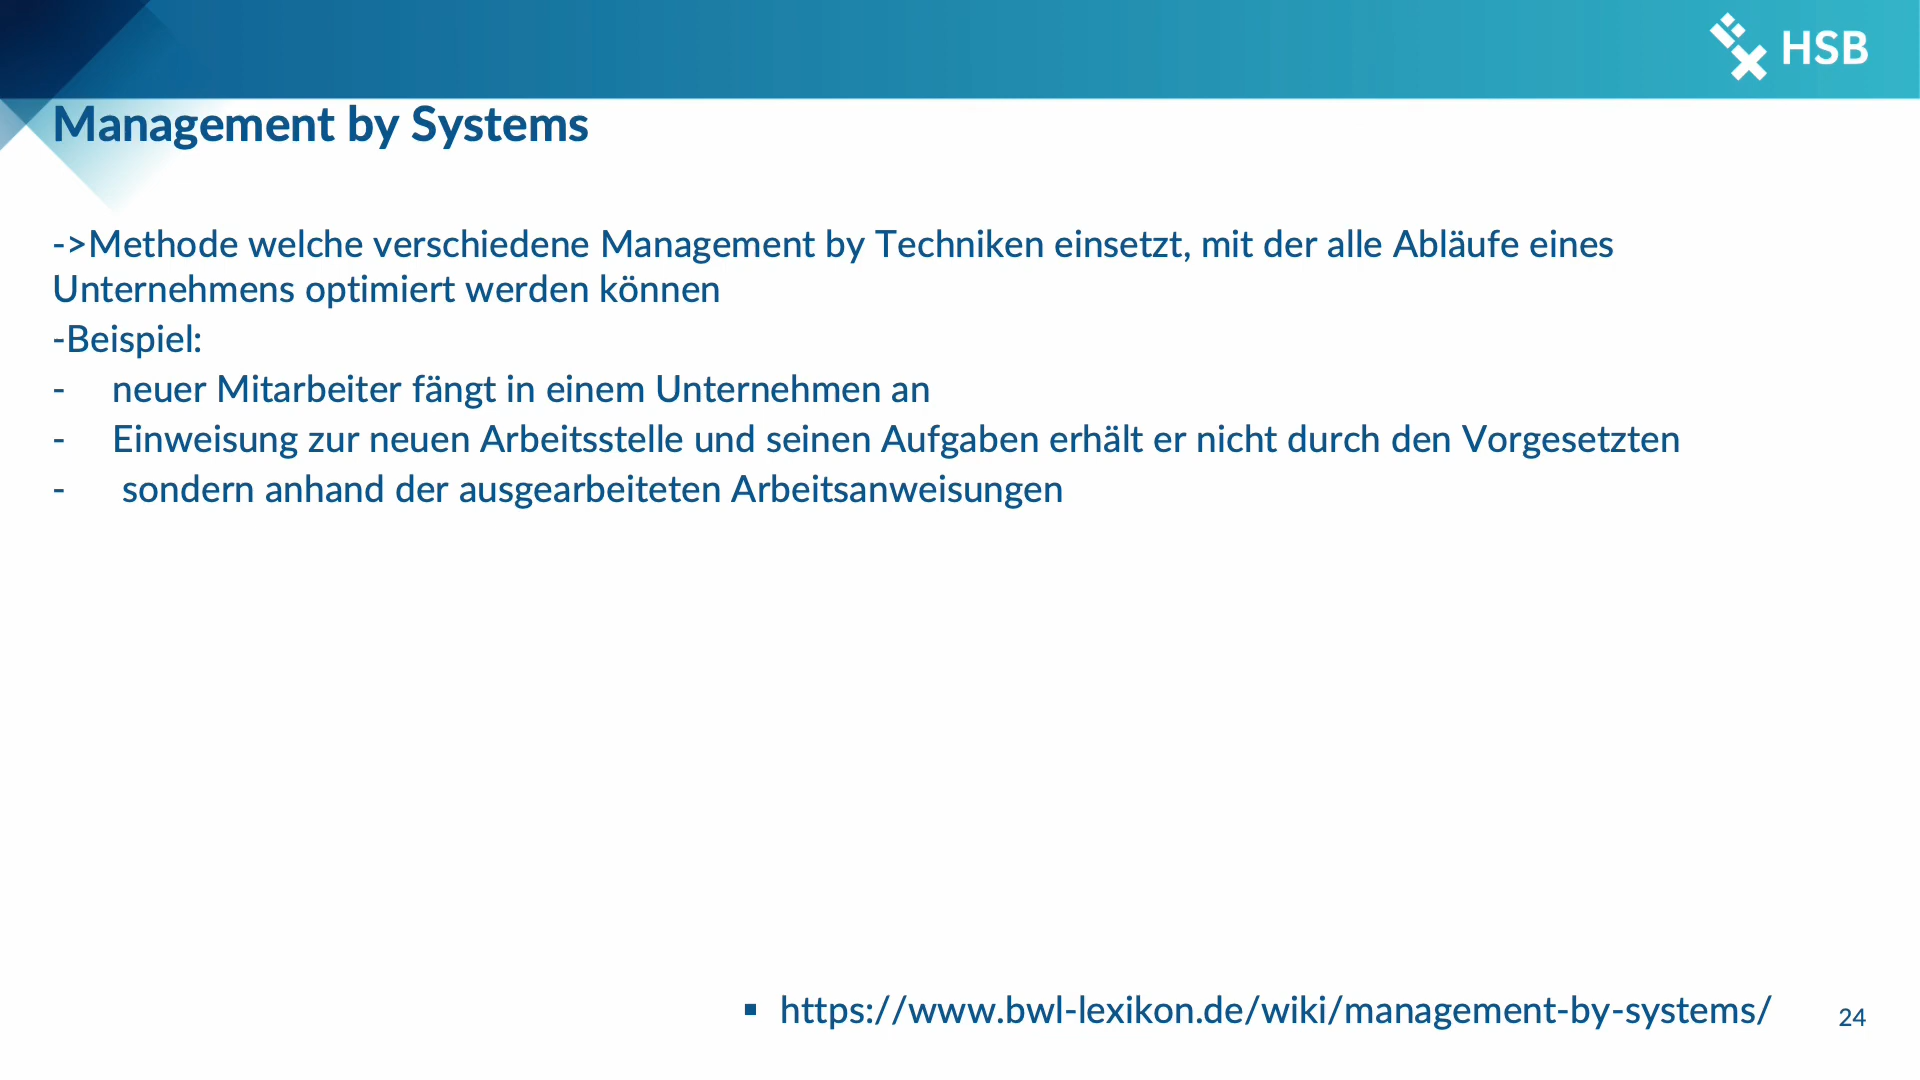 HSB
Management by Systems
->Methode welche verschiedene Management by Techniken einsetzt, mit der alle Abläufe eines
Unternehmens optimiert werden können
-Beispiel:
- neuer Mitarbeiter fängt in einem Unternehmen an
- Einweisung zur neuen Arbeitsstelle und seinen Aufgaben erhält er nicht durch den Vorgesetzten
- sondern anhand der ausgearbeiteten Arbeitsanweisungen
▪ https://www.bwl-lexikon.de/wiki/management-by-systems/
24